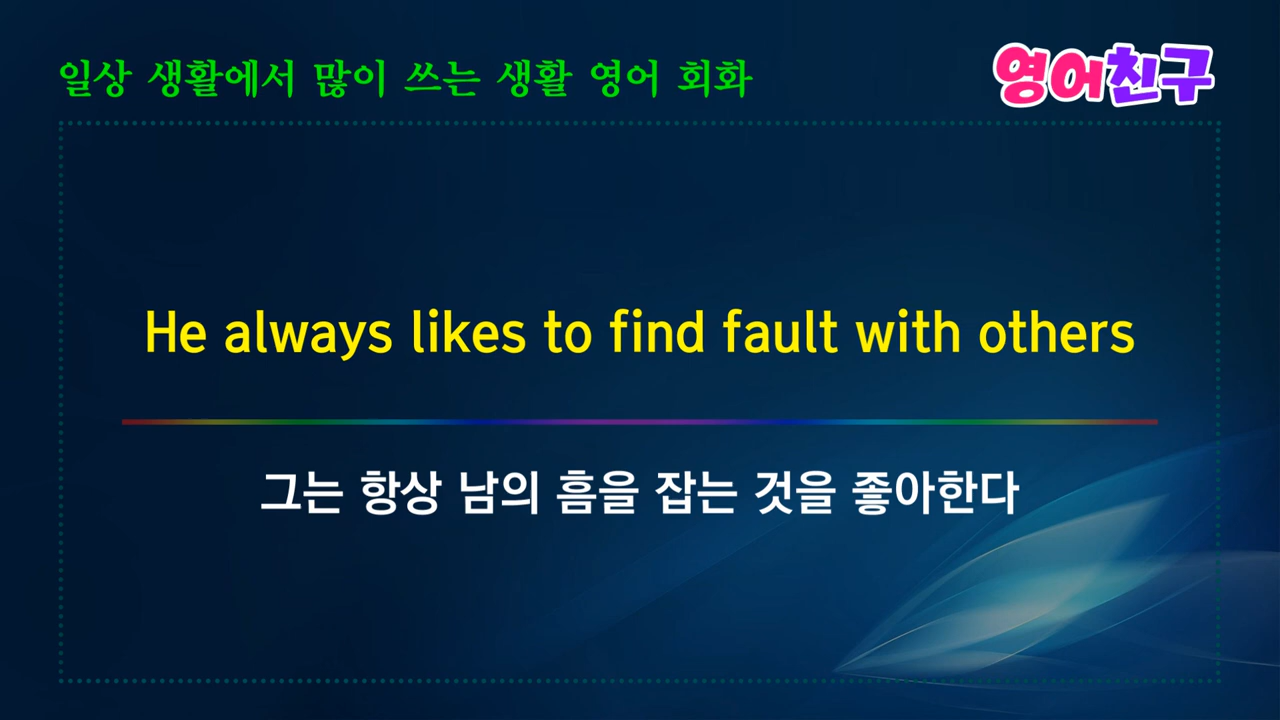 일상 생활에서 많이 쓰는 생활 영어 회화
영어친구
He always likes to find fault with others
그는 항상 남의 흠을 잡는 것을 좋아한다